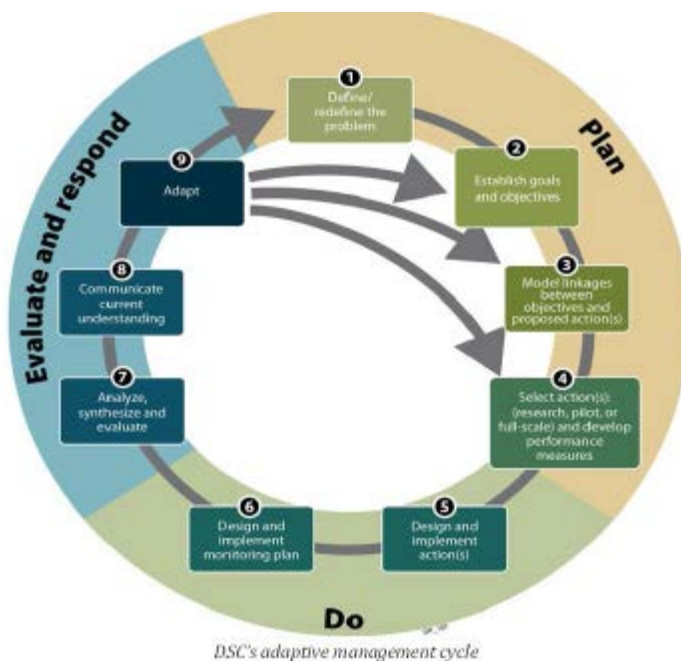 Evaluate and respond
Plan
Do
1
Define/
redefine the
problem
2
Establish goals
and objectives
3
Model linkages
between
objectives and
proposed action(s)
4
Select action(s):
(research, pilot, or
full-scale) and develop
performance
measures
5
Design and
implement
action(s)
6
Design and
implement
monitoring plan
7
Analyze,
synthesize and
evaluate
8
Communicate
current
understanding
9
Adapt
DSC's adaptive management cycle